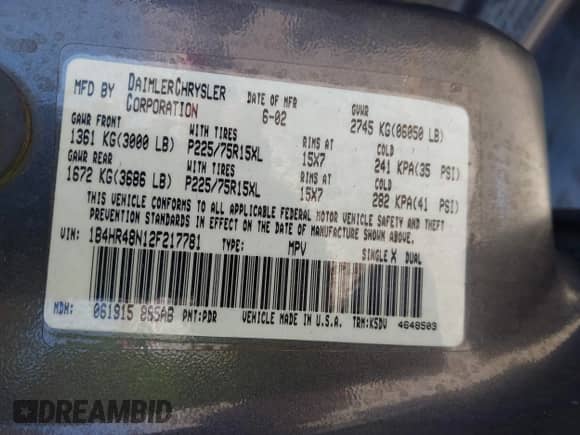 MFD BY DAIMLERCHRYSLER CORPORATION DATE OF MFR 6-02 GVWR 2745 KG(06050 LB)
GAWR FRONT WITH TIRES RIMS AT COLD
1361 KG(3000 LB) P225/75R15XL 15X7 241 KPA(35 PSI)
GAWR REAR WITH TIRES RIMS AT COLD
1672 KG(3686 LB) P225/75R15XL 15X7 282 KPA(41 PSI)
THIS VEHICLE CONFORMS TO ALL APPLICABLE FEDERAL MOTOR VEHICLE SAFETY AND THEFT
PREVENTION STANDARDS IN EFFECT ON THE DATE OF MANUFACTURE SHOWN ABOVE.
VIN: 1B4HR48N12F217781 TYPE: MPV SINGLE X DUAL
MDH: 061915 855AB PNT:PDR VEHICLE MADE IN U.S.A. TRM:K5DV 4648503
DREAMBID